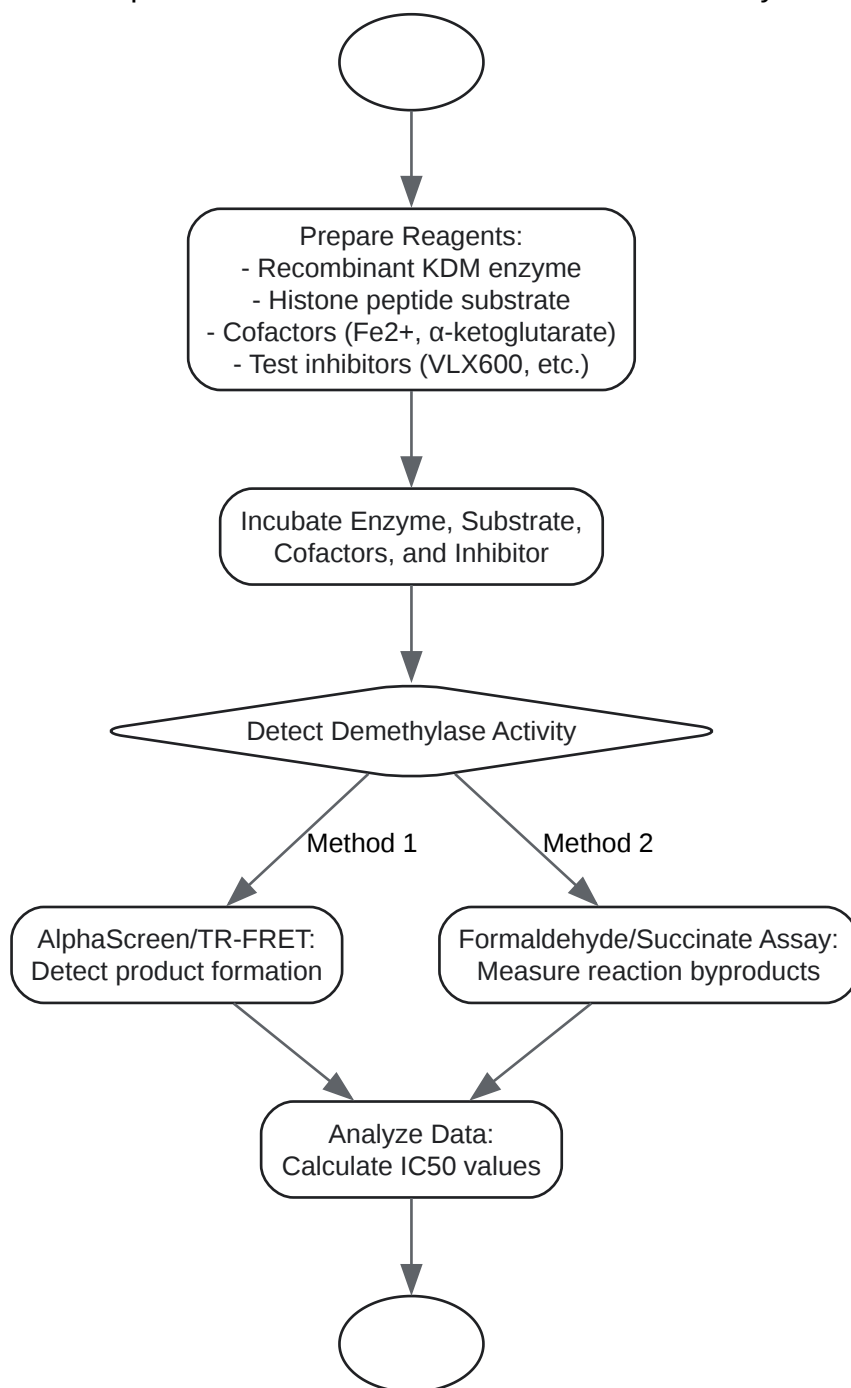 Prepare Reagents:
- Recombinant KDM enzyme
- Histone peptide substrate
- Cofactors (Fe2+, α-ketoglutarate)
- Test inhibitors (VLX600, etc.)
Incubate Enzyme, Substrate,
Cofactors, and Inhibitor
Detect Demethylase Activity
Method 1
Method 2
AlphaScreen/TR-FRET:
Detect product formation
Formaldehyde/Succinate Assay:
Measure reaction byproducts
Analyze Data:
Calculate IC50 values